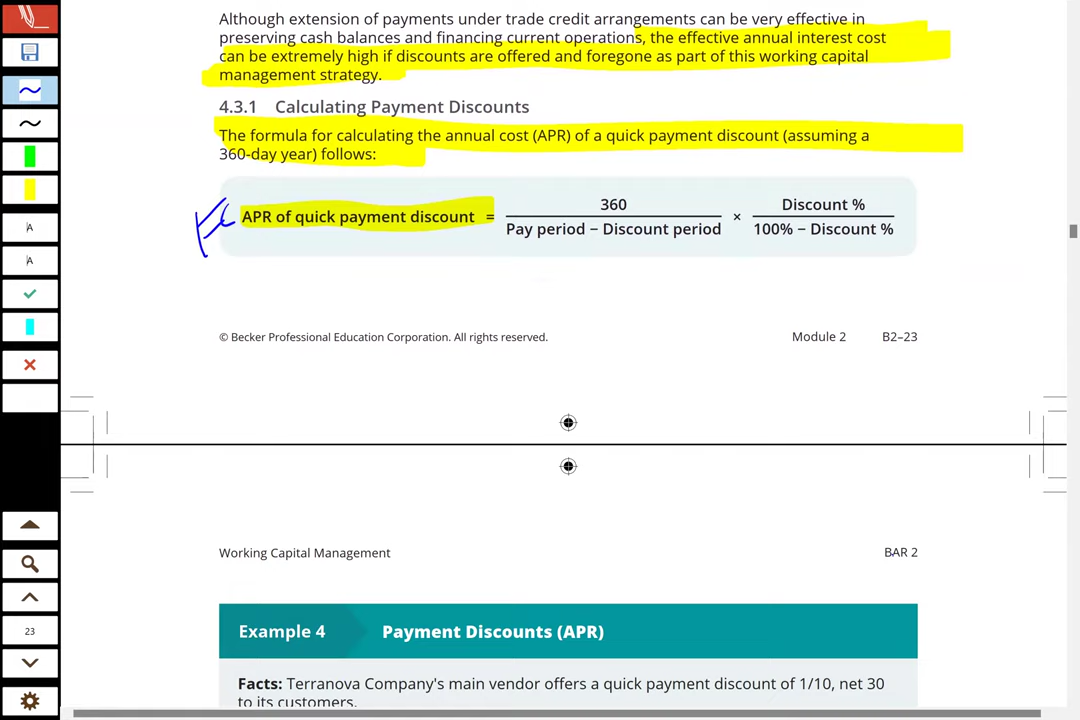 Although extension of payments under trade credit arrangements can be very effective in
preserving cash balances and financing current operations, the effective annual interest cost
can be extremely high if discounts are offered and foregone as part of this working capital
management strategy.
4.3.1 Calculating Payment Discounts
The formula for calculating the annual cost (APR) of a quick payment discount (assuming a
360-day year) follows:
APR of quick payment discount = 360 / Pay period − Discount period × Discount % / 100% − Discount %
© Becker Professional Education Corporation. All rights reserved. Module 2 B2–23
Working Capital Management BAR 2
Example 4 Payment Discounts (APR)
Facts: Terranova Company's main vendor offers a quick payment discount of 1/10, net 30
to its customers.
A
A
23